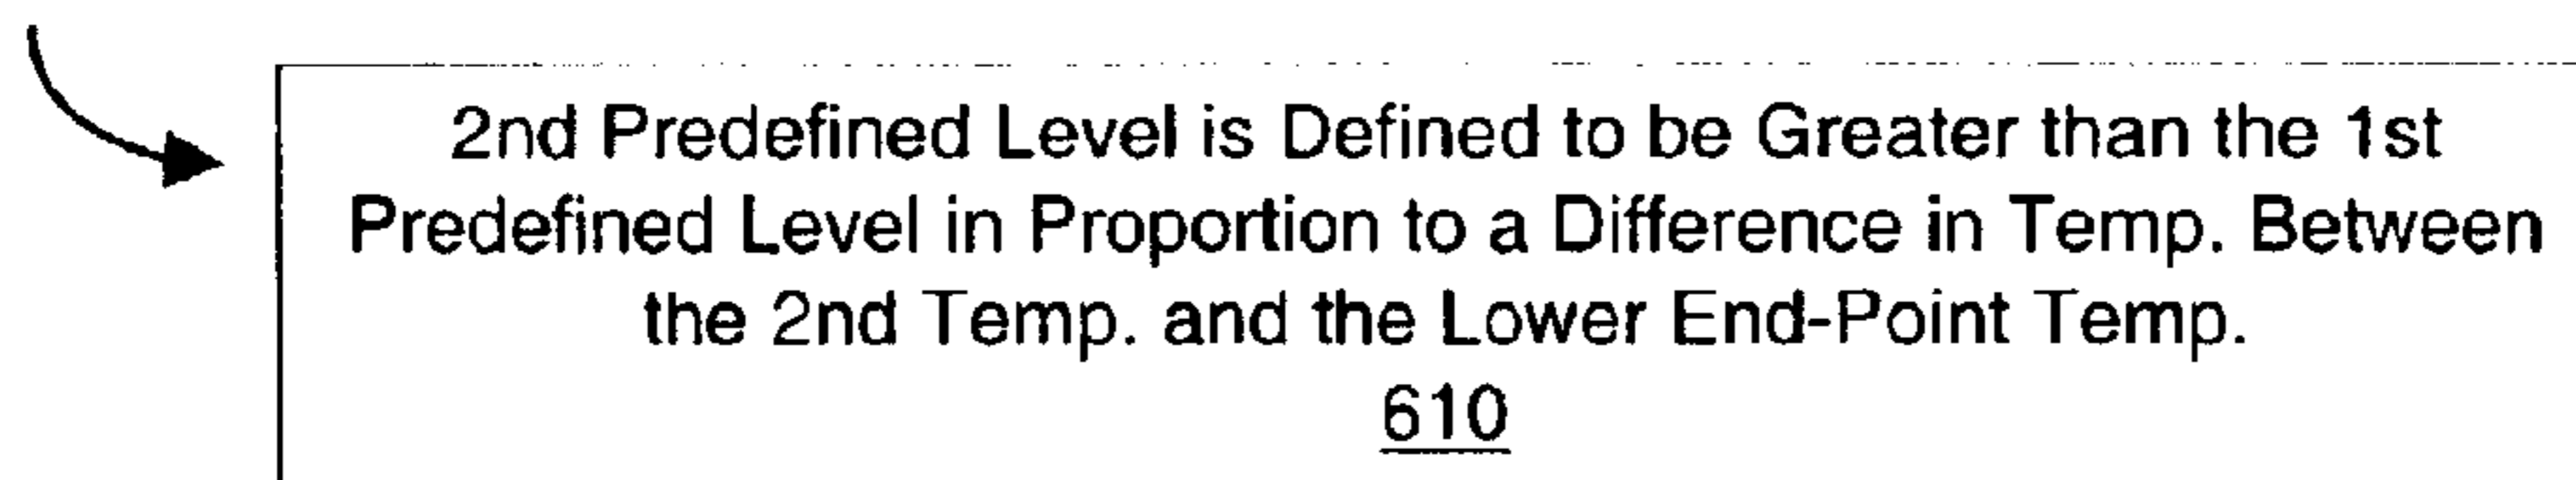 2nd Predefined Level is Defined to be Greater than the 1st
Predefined Level in Proportion to a Difference in Temp. Between
the 2nd Temp. and the Lower End-Point Temp.
610